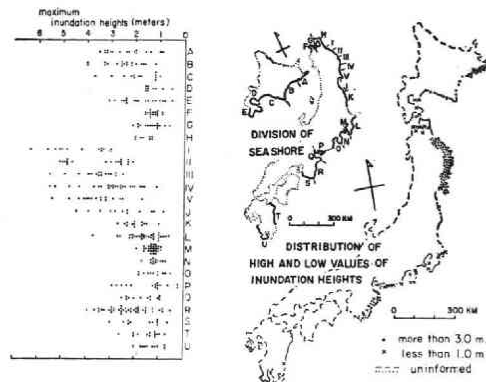 maximum
inundation heights (meters)
6 5 4 3 2 1 0
A
B
C
D
E
F
G
H
I
II
III
IV
V
J
K
L
M
N
O
P
Q
R
S
T
U
DIVISION OF
SEASHORE
0 300 KM
DISTRIBUTION OF
HIGH AND LOW VALUES OF
INUNDATION HEIGHTS
0 300 KM
• more than 3.0 m.
× less than 1.0 m.
uninformed